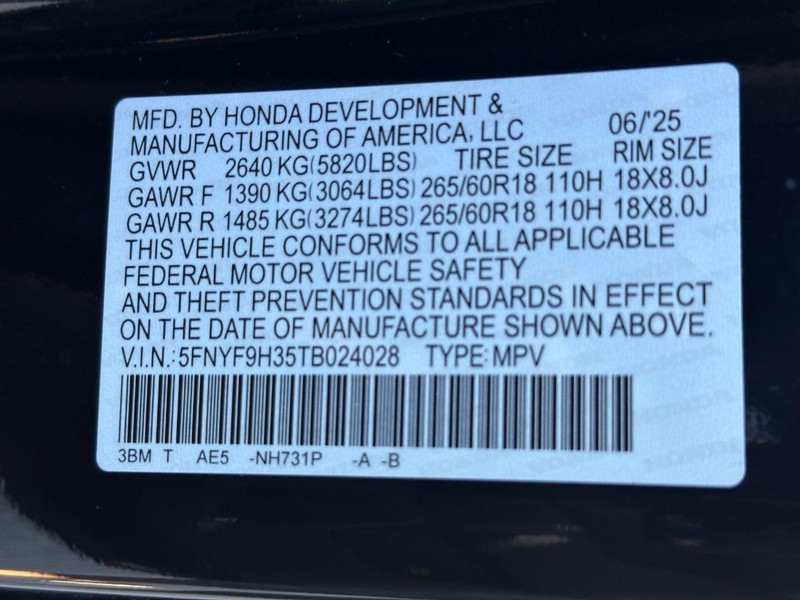 MFD. BY HONDA DEVELOPMENT &
MANUFACTURING OF AMERICA, LLC 06/'25
GVWR 2640 KG(5820LBS) TIRE SIZE RIM SIZE
GAWR F 1390 KG(3064LBS) 265/60R18 110H 18X8.0J
GAWR R 1485 KG(3274LBS) 265/60R18 110H 18X8.0J
THIS VEHICLE CONFORMS TO ALL APPLICABLE
FEDERAL MOTOR VEHICLE SAFETY
AND THEFT PREVENTION STANDARDS IN EFFECT
ON THE DATE OF MANUFACTURE SHOWN ABOVE.
V.I.N.: 5FNYF9H35TB024028 TYPE: MPV
3BM T AE5 -NH731P -A -B